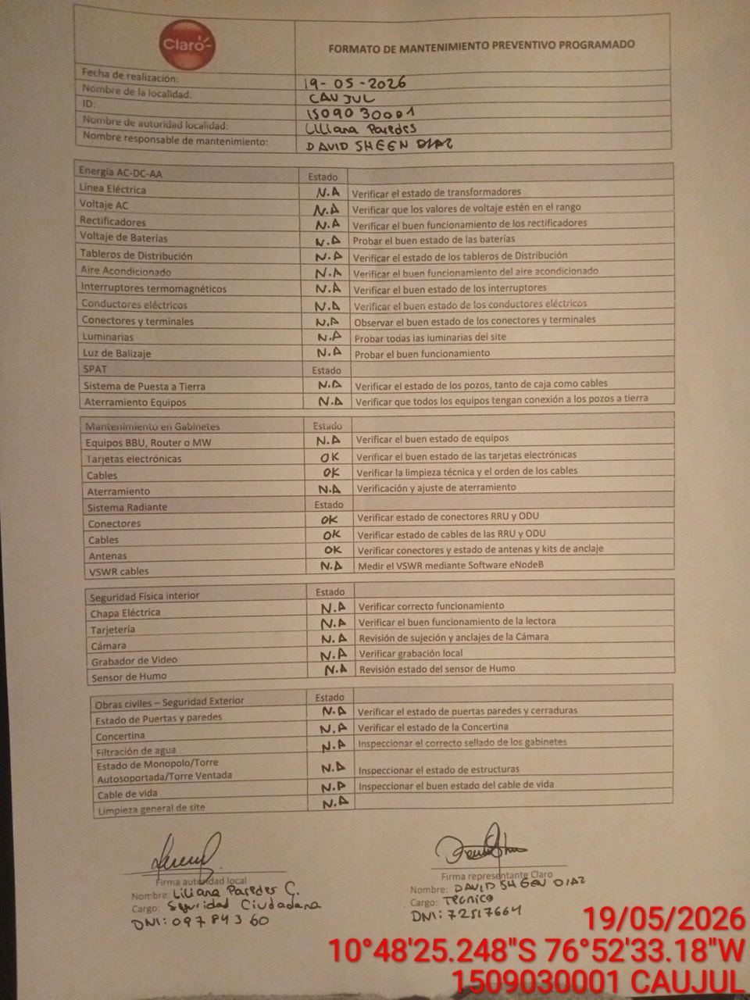 Claro
FORMATO DE MANTENIMIENTO PREVENTIVO PROGRAMADO
Fecha de realización: 19-05-2026
Nombre de la localidad: CAUJUL
ID: 1509030001
Nombre de autoridad localidad: Liliana Paredes
Nombre responsable de mantenimiento: DAVID SHEEN DIAZ
Energía AC-DC-AA Estado
Línea Eléctrica N.A Verificar el estado de transformadores
Voltaje AC N.A Verificar que los valores de voltaje estén en el rango
Rectificadores N.A Verificar el buen funcionamiento de los rectificadores
Voltaje de Baterías N.A Probar el buen estado de las baterías
Tableros de Distribución N.A Verificar el estado de los tableros de Distribución
Aire Acondicionado N.A Verificar el buen funcionamiento del aire acondicionado
Interruptores termomagnéticos N.A Verificar el buen estado de los interruptores
Conductores eléctricos N.A Verificar el buen estado de los conductores eléctricos
Conectores y terminales N.A Observar el buen estado de los conectores y terminales
Luminarias N.A Probar todas las luminarias del site
Luz de Balizaje N.A Probar el buen funcionamiento
SPAT Estado
Sistema de Puesta a Tierra N.A Verificar el estado de los pozos, tanto de caja como cables
Aterramiento Equipos N.A Verificar que todos los equipos tengan conexión a los pozos a tierra
Mantenimiento en Gabinetes Estado
Equipos BBU, Router o MW N.A Verificar el buen estado de equipos
Tarjetas electrónicas OK Verificar el buen estado de las tarjetas electrónicas
Cables OK Verificar la limpieza técnica y el orden de los cables
Aterramiento N.A Verificación y ajuste de aterramiento
Sistema Radiante Estado
Conectores OK Verificar estado de conectores RRU y ODU
Cables OK Verificar estado de cables de las RRU y ODU
Antenas OK Verificar conectores y estado de antenas y kits de anclaje
VSWR cables N.A Medir el VSWR mediante Software eNodeB
Seguridad Física interior Estado
Chapa Eléctrica N.A Verificar correcto funcionamiento
Tarjetería N.A Verificar el buen funcionamiento de la lectora
Cámara N.A Revisión de sujeción y anclajes de la Cámara
Grabador de Video N.A Verificar grabación local
Sensor de Humo N.A Revisión estado del sensor de Humo
Obras civiles – Seguridad Exterior Estado
Estado de Puertas y paredes N.A Verificar el estado de puertas paredes y cerraduras
Concertina N.A Verificar el estado de la Concertina
Filtración de agua N.A Inspeccionar el correcto sellado de los gabinetes
Estado de Monopolo/Torre
Autosoportada/Torre Ventada N.A Inspeccionar el estado de estructuras
Cable de vida N.A Inspeccionar el buen estado del cable de vida
Limpieza general de site N.A
Firma autoridad local
Nombre: Liliana Paredes C.
Cargo: Seguridad Ciudadana
DNI: 09784360
Firma representante Claro
Nombre: DAVID SHEEN DIAZ
Cargo: TECNICO
DNI: 72517664
19/05/2026
10°48'25.248"S 76°52'33.18"W
1509030001 CAUJUL